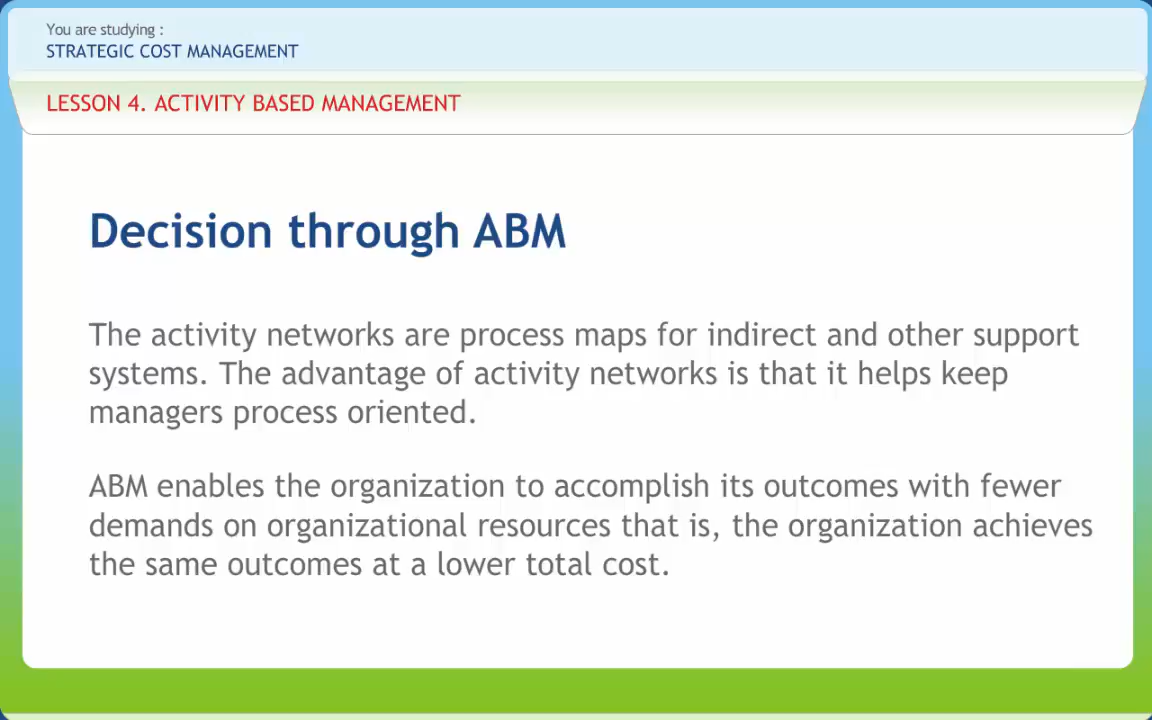 You are studying :
STRATEGIC COST MANAGEMENT
LESSON 4. ACTIVITY BASED MANAGEMENT
Decision through ABM
The activity networks are process maps for indirect and other support
systems. The advantage of activity networks is that it helps keep
managers process oriented.
ABM enables the organization to accomplish its outcomes with fewer
demands on organizational resources that is, the organization achieves
the same outcomes at a lower total cost.